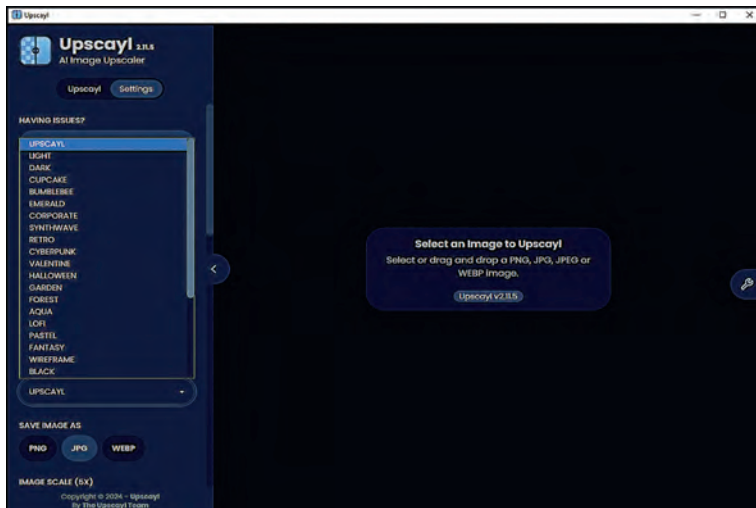 Upscayl
Upscayl 2.11.5
AI Image Upscaler
Upscayl Settings
HAVING ISSUES?
UPSCAYL
LIGHT
DARK
CUPCAKE
BUMBLEBEE
EMERALD
CORPORATE
SYNTHWAVE
RETRO
CYBERPUNK
VALENTINE
HALLOWEEN
GARDEN
FOREST
AQUA
LOFI
PASTEL
FANTASY
WIREFRAME
BLACK
UPSCAYL
SAVE IMAGE AS
PNG JPG WEBP
IMAGE SCALE (5X)
Copyright © 2024 - Upscayl
By The Upscayl Team
Select an Image to Upscayl
Select or drag and drop a PNG, JPG, JPEG or
WEBP image.
Upscayl v2.11.5